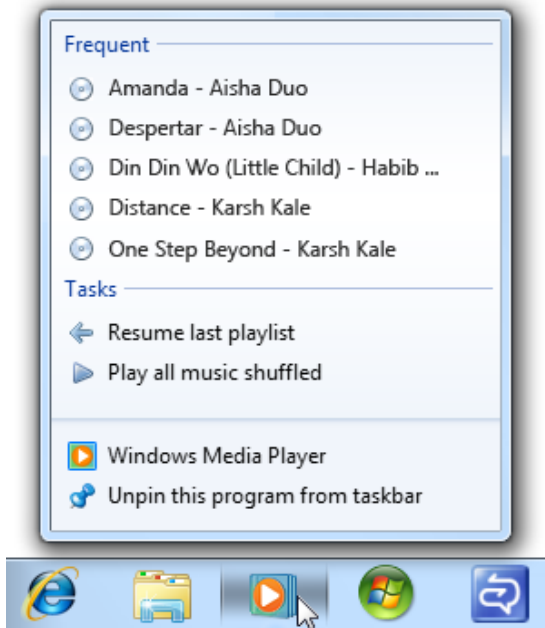 Frequent
Amanda - Aisha Duo
Despertar - Aisha Duo
Din Din Wo (Little Child) - Habib ...
Distance - Karsh Kale
One Step Beyond - Karsh Kale
Tasks
Resume last playlist
Play all music shuffled
Windows Media Player
Unpin this program from taskbar